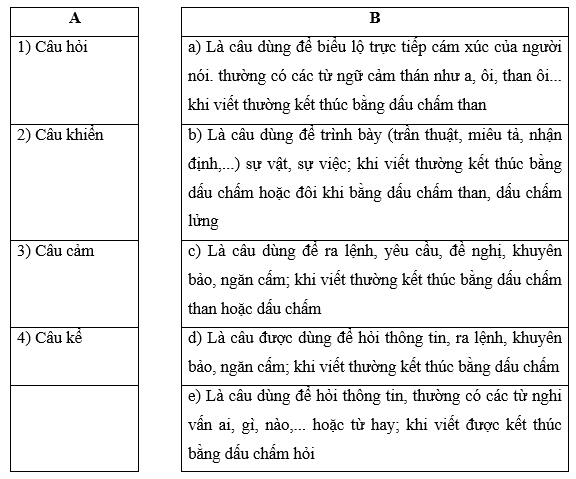 A
B
1) Câu hỏi
a) Là câu dùng để biểu lộ trực tiếp cám xúc của người
nói. thường có các từ ngữ cảm thán như a, ôi, than ôi...
khi viết thường kết thúc bằng dấu chấm than
2) Câu khiến
b) Là câu dùng để trình bày (trần thuật, miêu tả, nhận
định,...) sự vật, sự việc; khi viết thường kết thúc bằng
dấu chấm hoặc đôi khi bằng dấu chấm than, dấu chấm
lửng
3) Câu cảm
c) Là câu dùng để ra lệnh, yêu cầu, đề nghị, khuyên
bảo, ngăn cấm; khi viết thường kết thúc bằng dấu chấm
than hoặc dấu chấm
4) Câu kể
d) Là câu được dùng để hỏi thông tin, ra lệnh, khuyên
bảo, ngăn cấm; khi viết thường kết thúc bằng dấu chấm
e) Là câu dùng để hỏi thông tin, thường có các từ nghi
vấn ai, gì, nào,... hoặc từ hay; khi viết được kết thúc
bằng dấu chấm hỏi